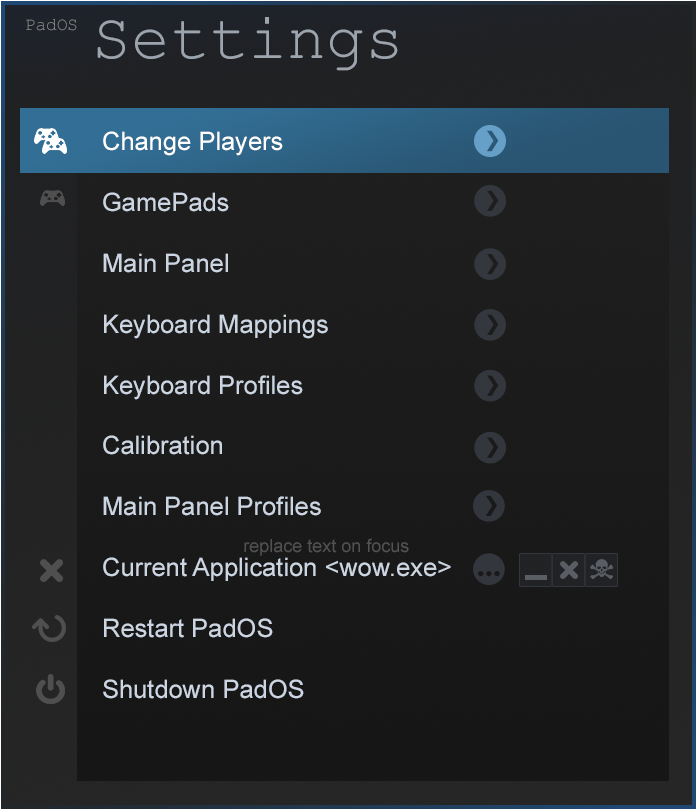 PadOS Settings
Change Players
GamePads
Main Panel
Keyboard Mappings
Keyboard Profiles
Calibration
Main Panel Profiles
replace text on focus
Current Application <wow.exe>
Restart PadOS
Shutdown PadOS